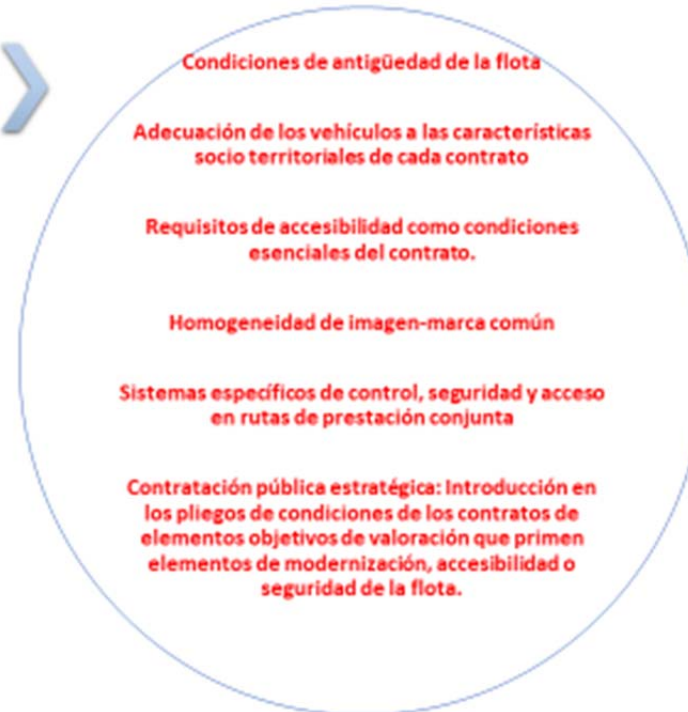 Condiciones de antigüedad de la flota
Adecuación de los vehículos a las características
socio territoriales de cada contrato
Requisitos de accesibilidad como condiciones
esenciales del contrato.
Homogeneidad de imagen-marca común
Sistemas específicos de control, seguridad y acceso
en rutas de prestación conjunta
Contratación pública estratégica: Introducción en
los pliegos de condiciones de los contratos de
elementos objetivos de valoración que primen
elementos de modernización, accesibilidad o
seguridad de la flota.